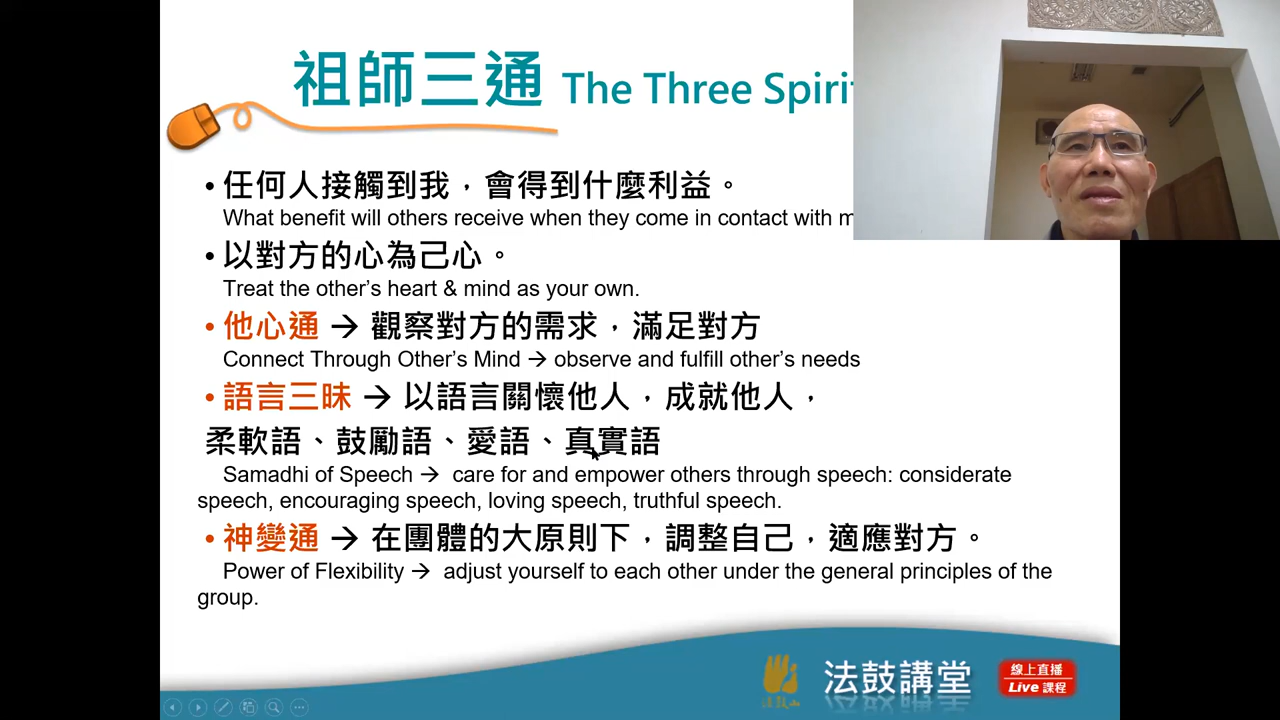 祖師三通 The Three Spiri
• 任何人接觸到我，會得到什麼利益。
What benefit will others receive when they come in contact with m
• 以對方的心為己心。
Treat the other’s heart & mind as your own.
• 他心通 → 觀察對方的需求，滿足對方
Connect Through Other’s Mind → observe and fulfill other’s needs
• 語言三昧 → 以語言關懷他人，成就他人，
柔軟語、鼓勵語、愛語、真實語
Samadhi of Speech → care for and empower others through speech: considerate
speech, encouraging speech, loving speech, truthful speech.
• 神變通 → 在團體的大原則下，調整自己，適應對方。
Power of Flexibility → adjust yourself to each other under the general principles of the
group.
法鼓山
法鼓講堂
線上直播
Live 課程